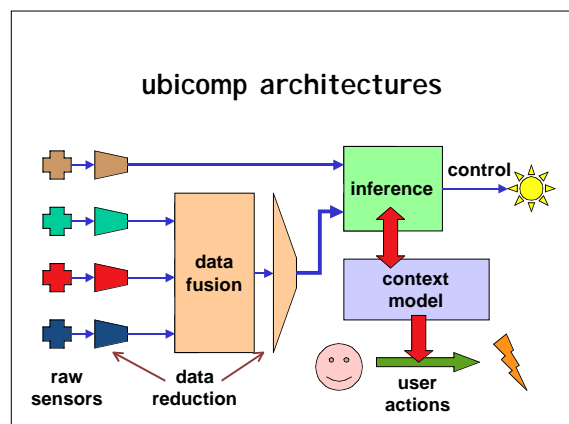 ubicomp architectures
control
inference
data
fusion
context
model
raw
sensors
data
reduction
user
actions